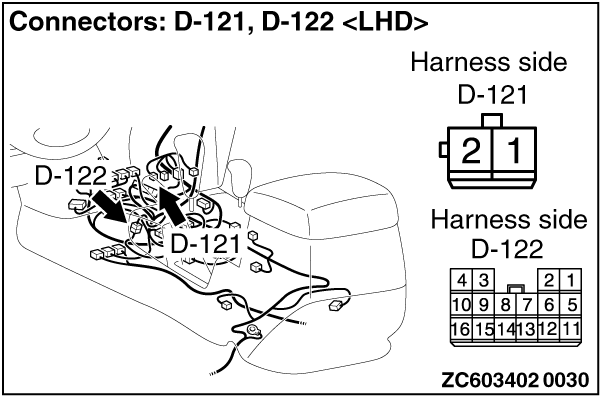 Connectors: D-121, D-122 <LHD>
Harness side
D-121
2 1
D-122
D-121
Harness side
D-122
4 3 2 1
10 9 8 7 6 5
16 15 14 13 12 11
ZC603402 0030